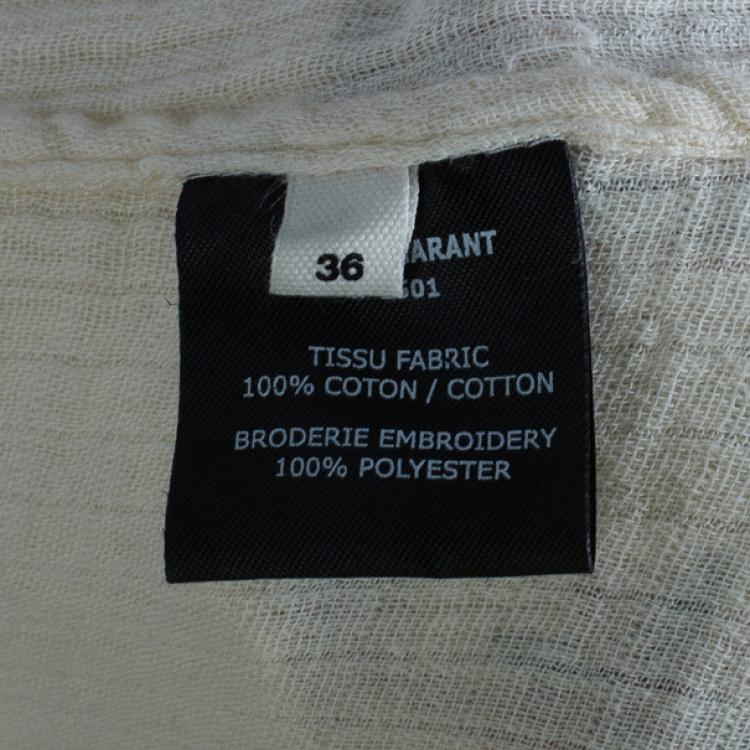 36
TISSU FABRIC
100% COTON / COTTON
BRODERIE EMBROIDERY
100% POLYESTER